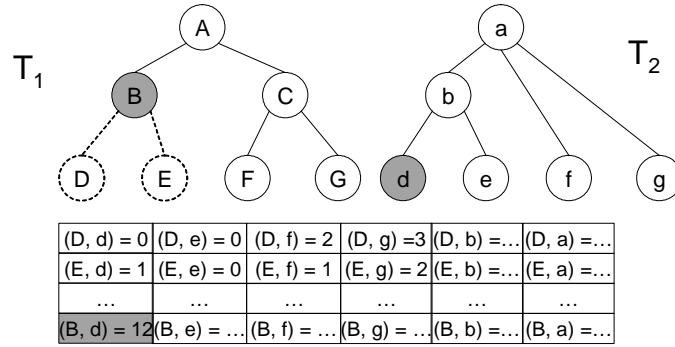 A a
T1 T2
B C b
D E F G d e f g
(D, d) = 0 (D, e) = 0 (D, f) = 2 (D, g) =3 (D, b) =… (D, a) =…
(E, d) = 1 (E, e) = 0 (E, f) = 1 (E, g) = 2 (E, b) =… (E, a) =…
… … … … … …
(B, d) = 12 (B, e) = … (B, f) = … (B, g) = … (B, b) =… (B, a) =…